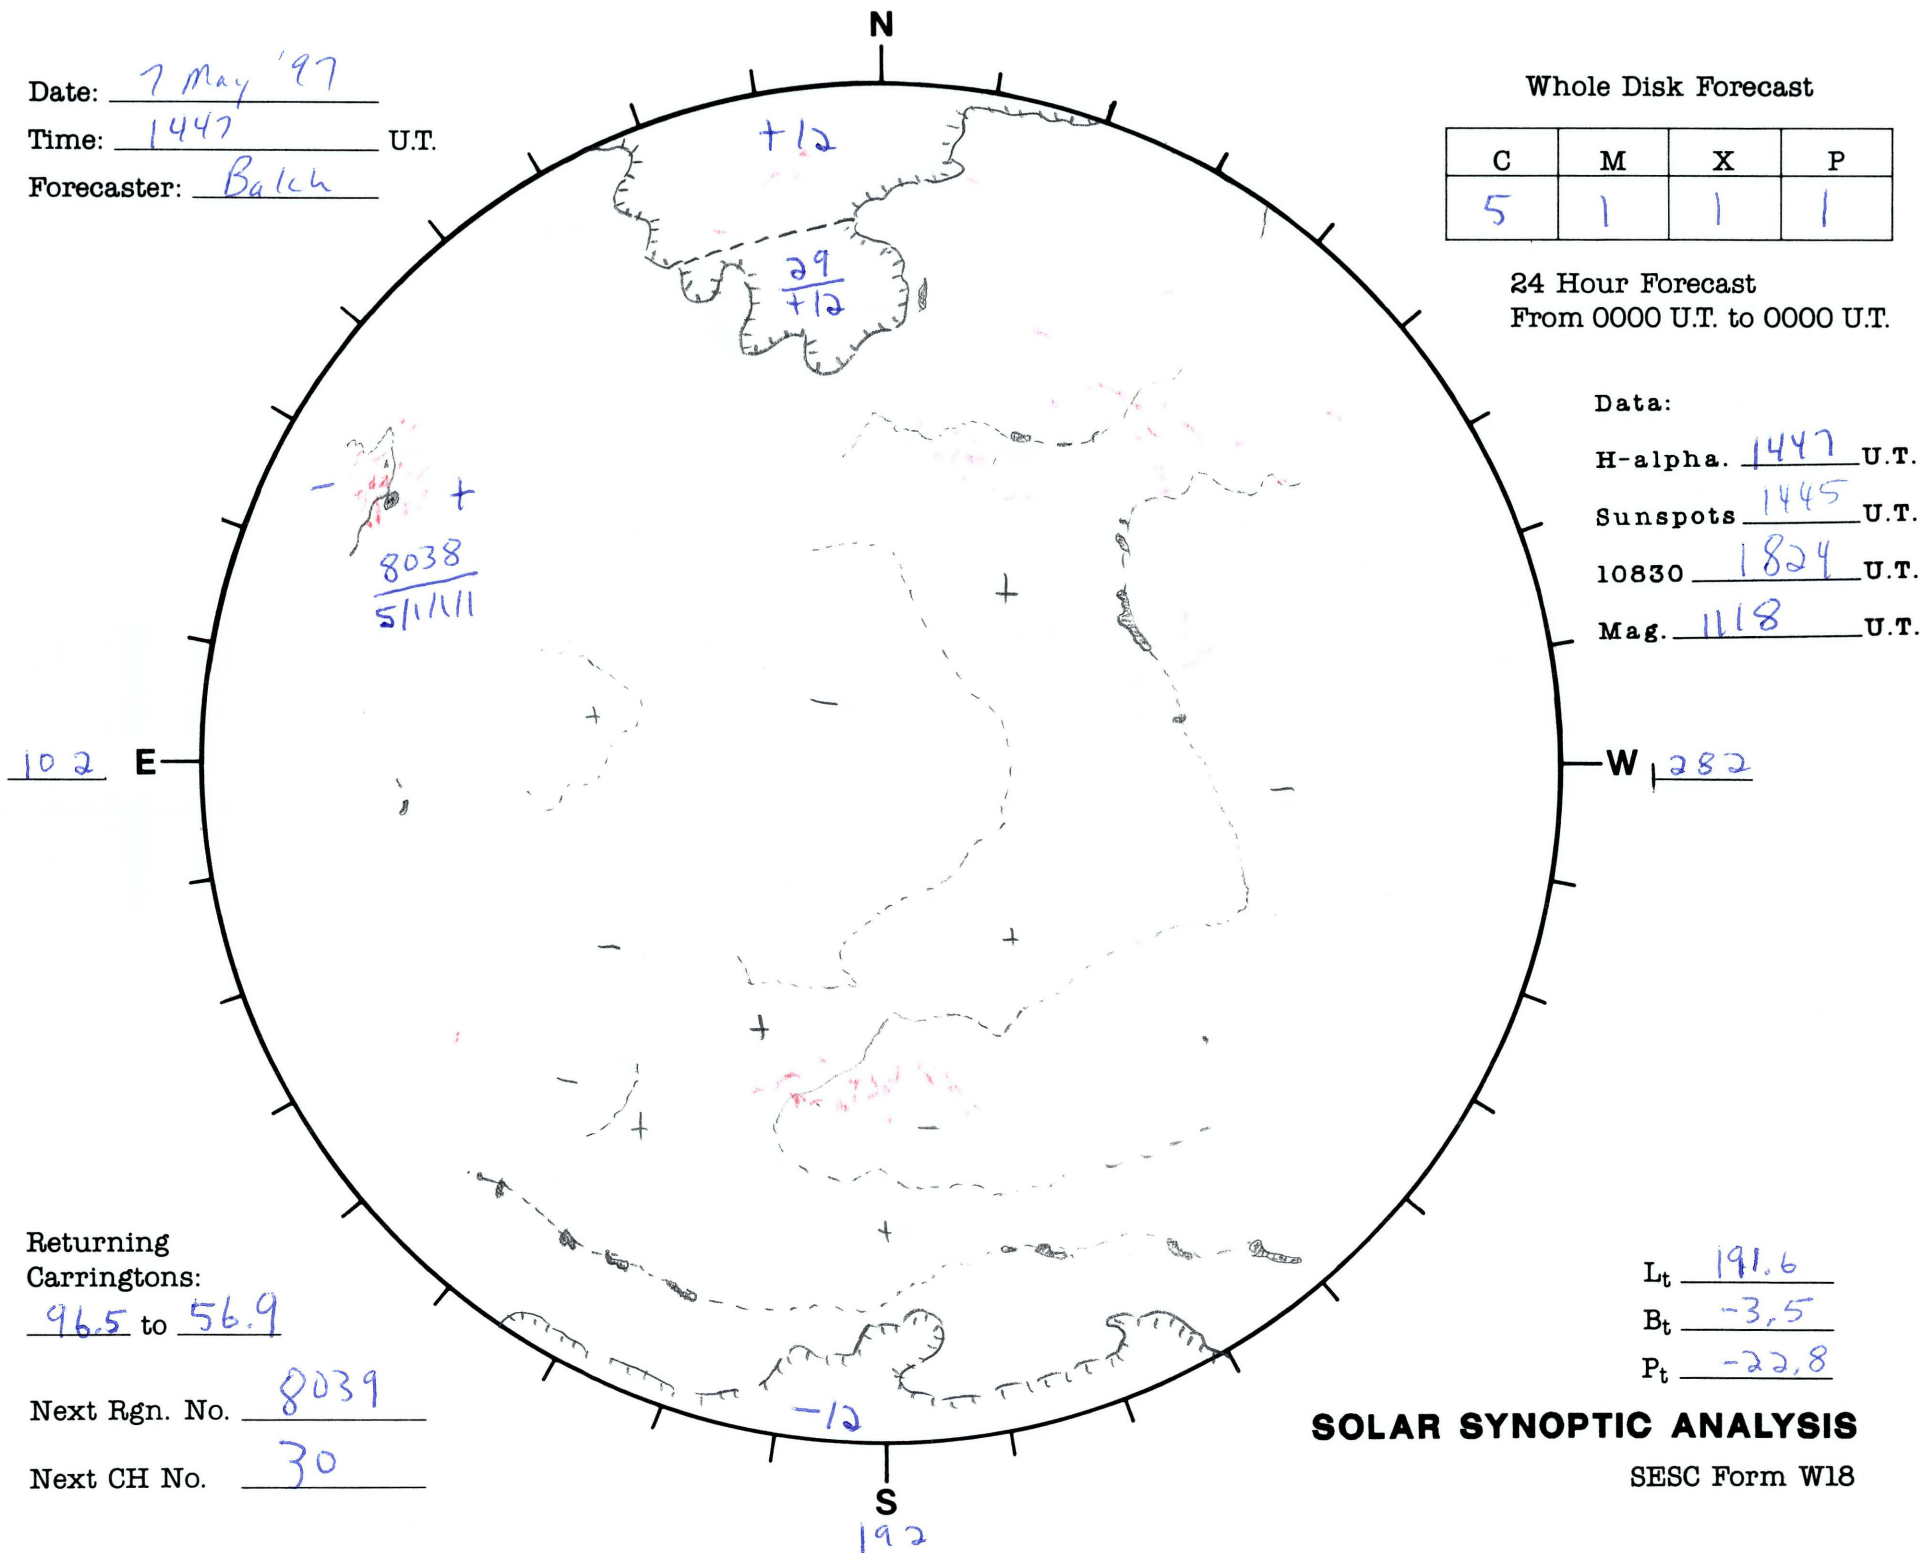 N
Date: 7 May '97
Time: 1447 U.T.
Forecaster: Balch
Whole Disk Forecast
C M X P
5 1 1 1
24 Hour Forecast
From 0000 U.T. to 0000 U.T.
Data:
H-alpha. 1447 U.T.
Sunspots 1445 U.T.
10830 1824 U.T.
Mag. 1118 U.T.
+12
29
+12
- +
8038
5/1/1/1
+
+ -
102 E
W 282
-
- +
+
-
+ -
+
-12
Returning
Carringtons:
96.5 to 56.9
Next Rgn. No. 8039
Next CH No. 30
Lt 191.6
Bt -3.5
Pt -22.8
SOLAR SYNOPTIC ANALYSIS
SESC Form W18
S
192